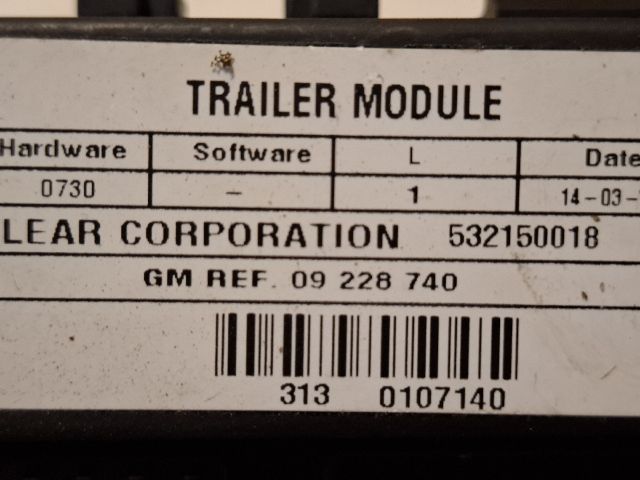 TRAILER MODULE
Hardware Software L Date
0730 - 1 14-03-
LEAR CORPORATION 532150018
GM REF. 09 228 740
313 0107140